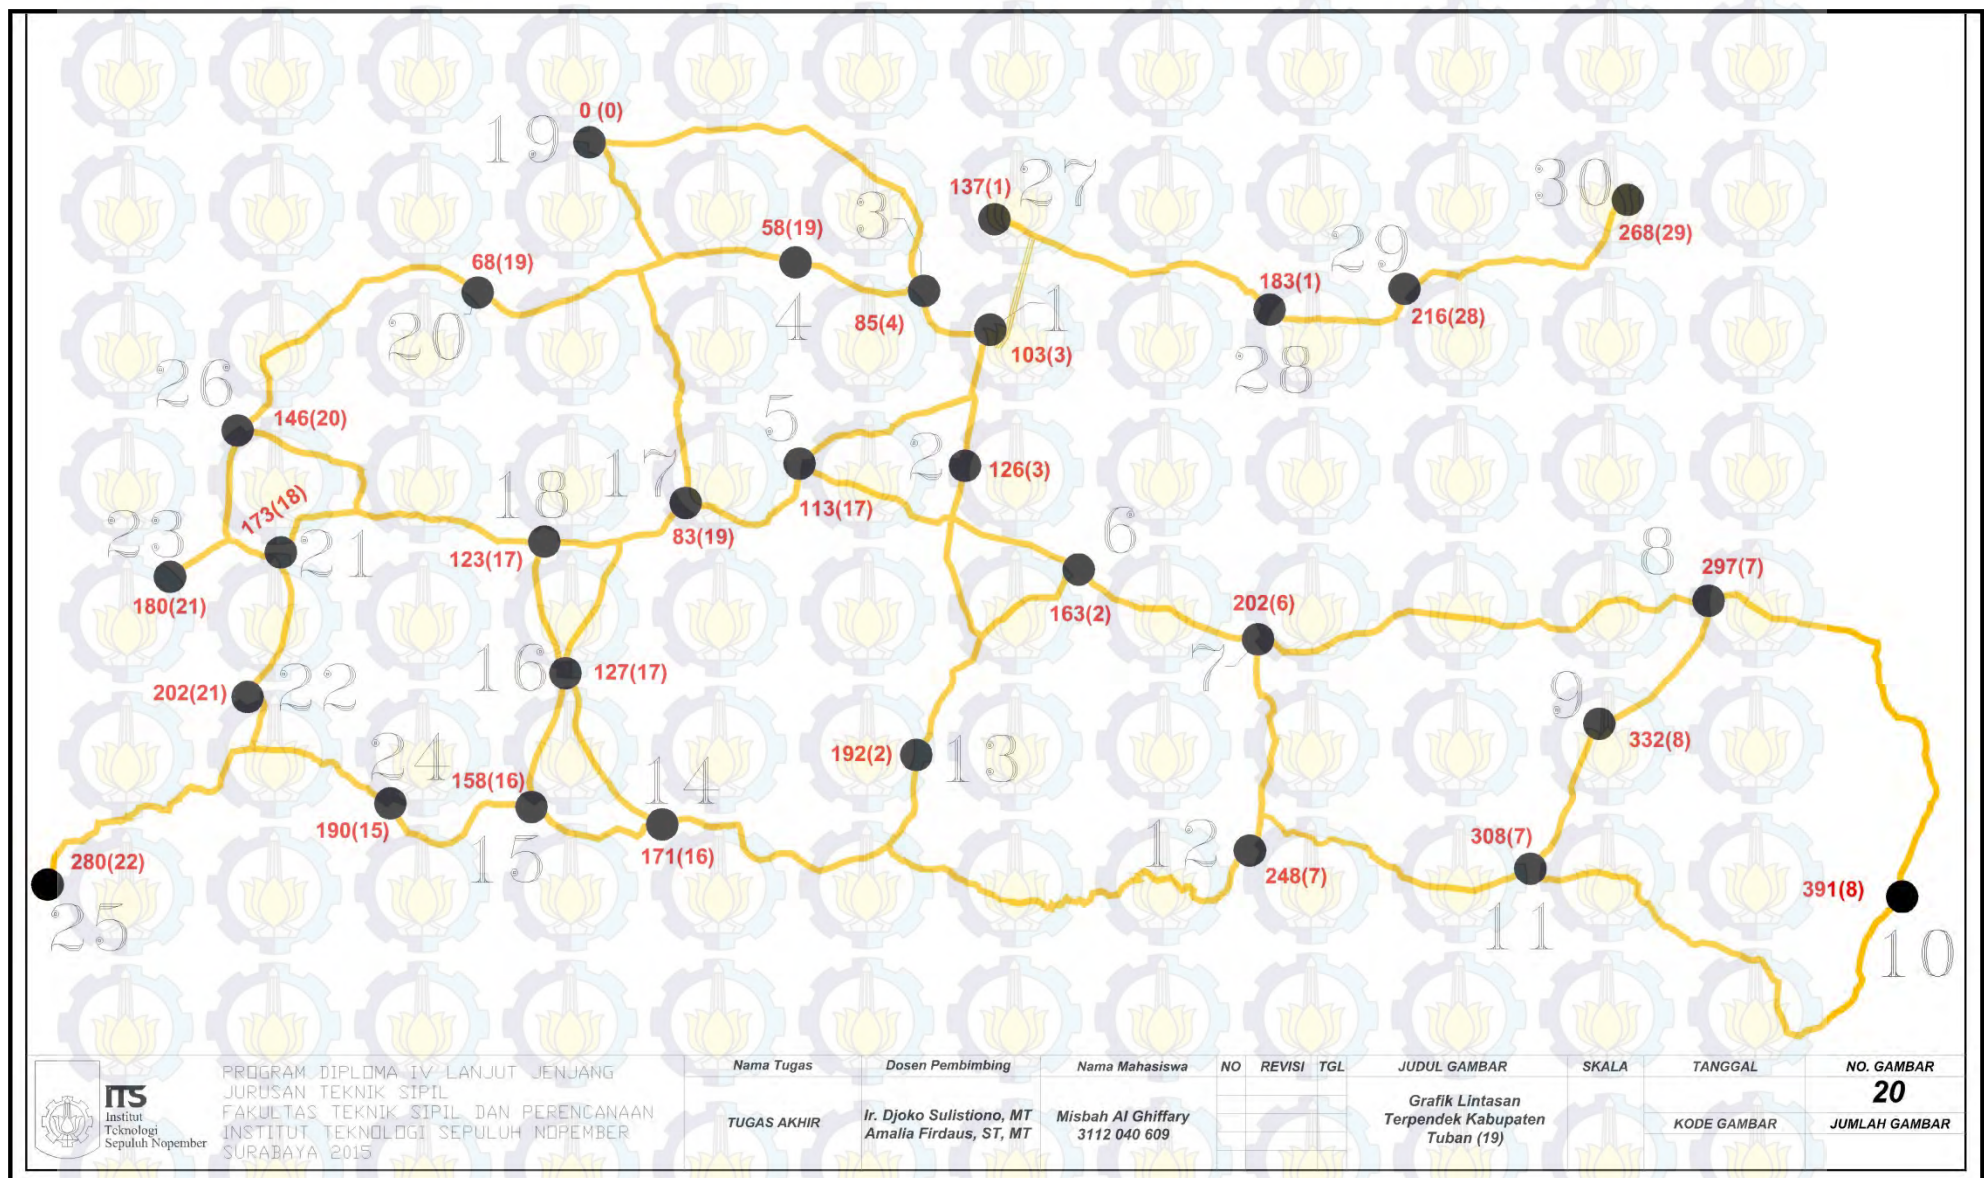 0 (0)
19
137(1)
27
30
3
58(19)
268(29)
68(19)
29
183(1)
4
20
85(4)
1
216(28)
103(3)
28
26
146(20)
5
2
17
18
126(3)
173(18)
113(17)
6
23
83(19)
21
123(17)
8
297(7)
180(21)
163(2)
202(6)
16
127(17)
7
202(21)
22
9
332(8)
24
192(2)
13
158(16)
14
190(15)
15
171(16)
12
308(7)
280(22)
248(7)
391(8)
25
11
10
ITS
Institut
Teknologi
Sepuluh Nopember
PROGRAM DIPLOMA IV LANJUT JENJANG
JURUSAN TEKNIK SIPIL
FAKULTAS TEKNIK SIPIL DAN PERENCANAAN
INSTITUT TEKNOLOGI SEPULUH NOPEMBER
SURABAYA 2015
Nama Tugas
TUGAS AKHIR
Dosen Pembimbing
Ir. Djoko Sulistiono, MT
Amalia Firdaus, ST, MT
Nama Mahasiswa
Misbah Al Ghiffary
3112 040 609
NO REVISI TGL
JUDUL GAMBAR
Grafik Lintasan
Terpendek Kabupaten
Tuban (19)
SKALA
TANGGAL
KODE GAMBAR
NO. GAMBAR
20
JUMLAH GAMBAR